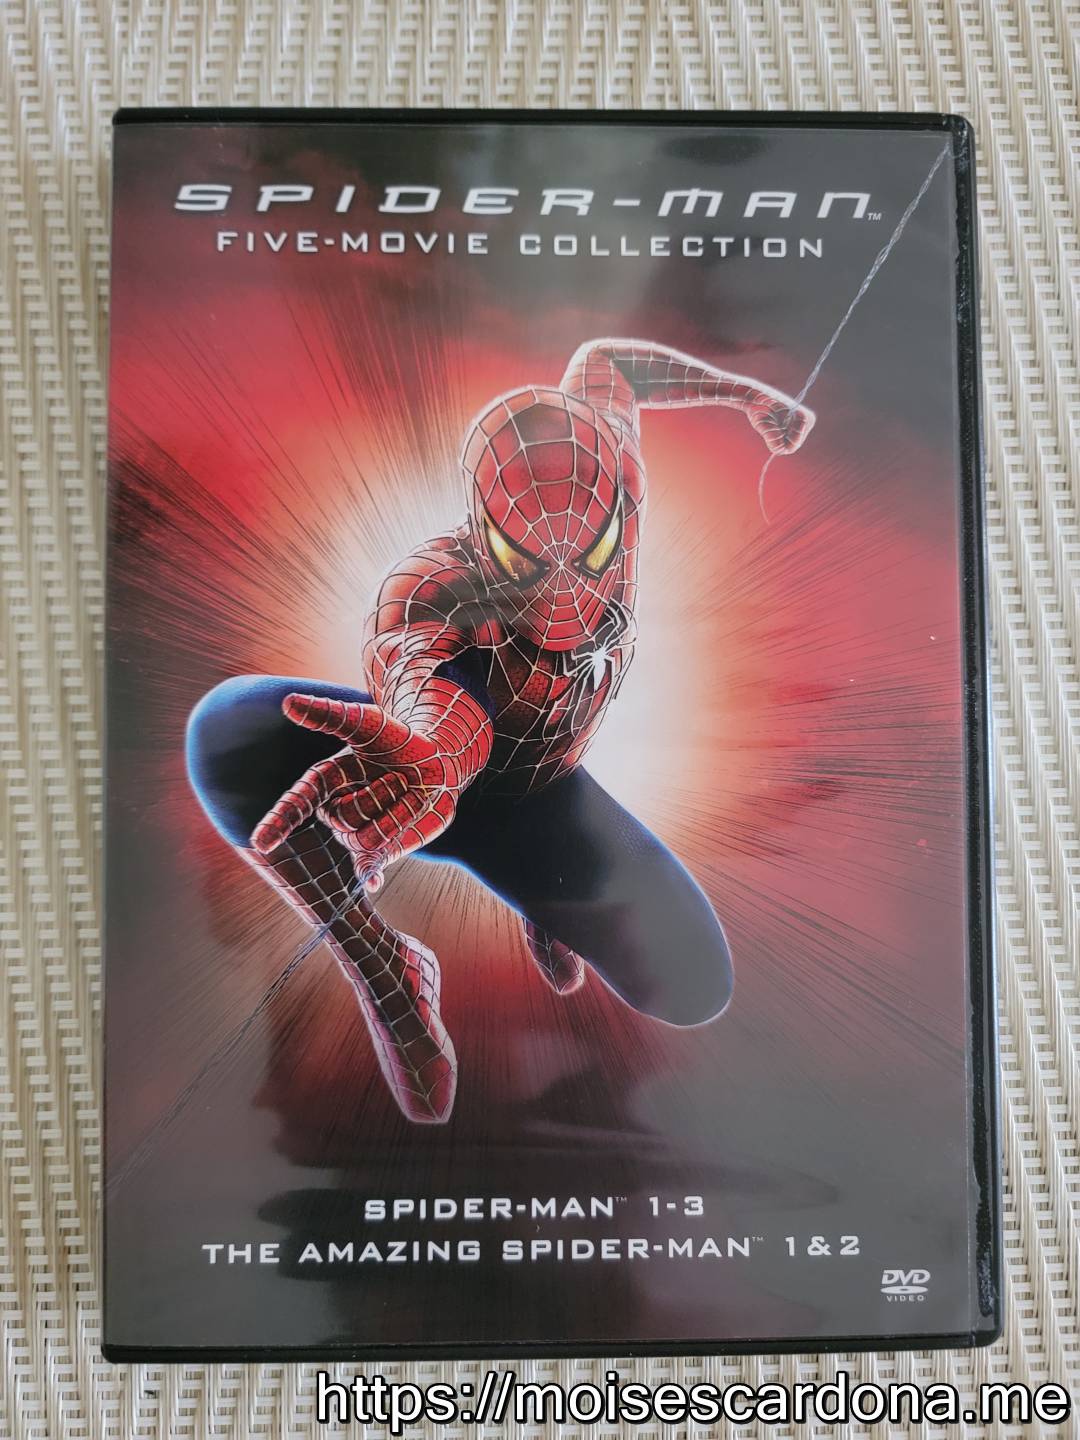 SPIDER-MAN™
FIVE-MOVIE COLLECTION
SPIDER-MAN™ 1-3
THE AMAZING SPIDER-MAN™ 1&2
DVD
VIDEO
https://moisescardona.me